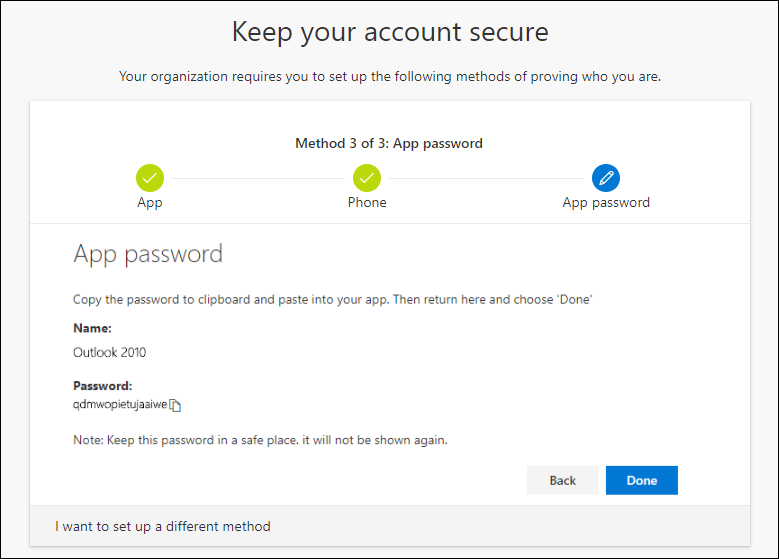 Keep your account secure
Your organization requires you to set up the following methods of proving who you are.
Method 3 of 3: App password
App
Phone
App password
App password
Copy the password to clipboard and paste into your app. Then return here and choose 'Done'
Name:
Outlook 2010
Password:
qdmwopietujaaiwe
Note: Keep this password in a safe place. it will not be shown again.
Back
Done
I want to set up a different method